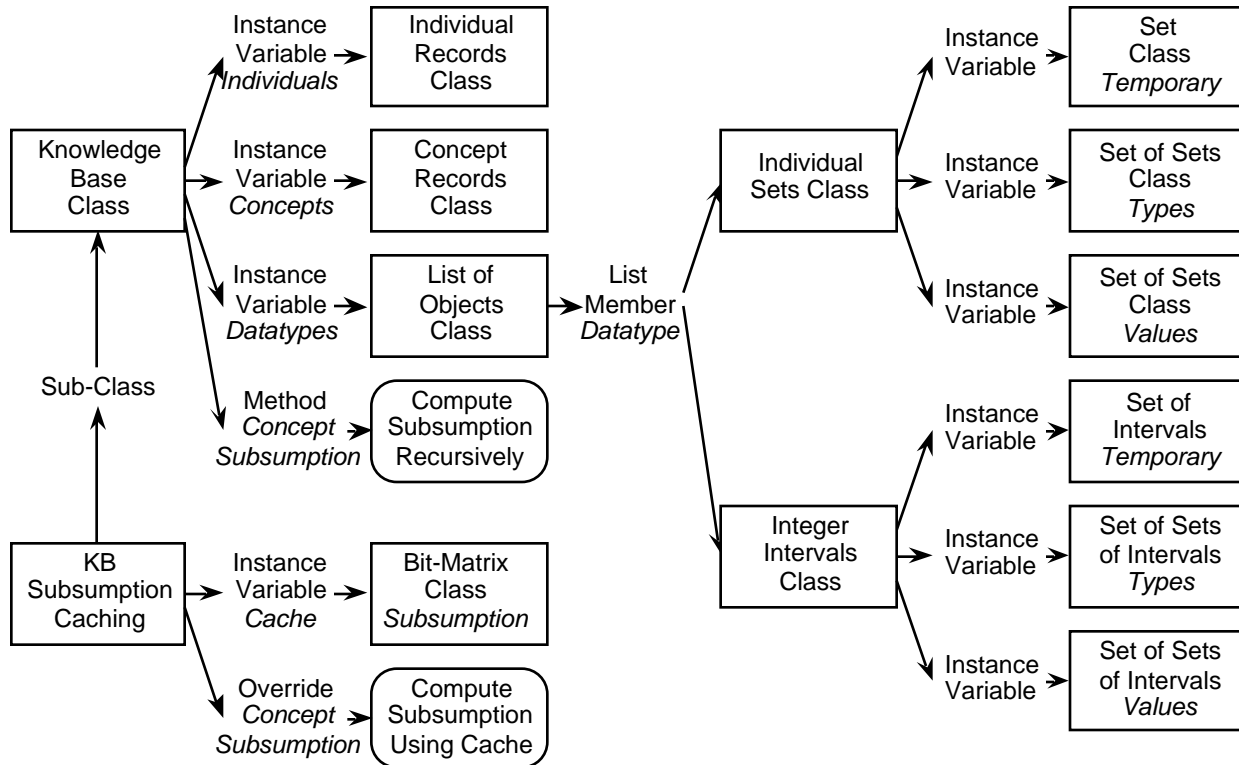 Instance
Variable
Individuals
Individual
Records
Class
Instance
Variable
Set
Class
Temporary
Knowledge
Base
Class
Instance
Variable
Concepts
Concept
Records
Class
Individual
Sets Class
Instance
Variable
Set of Sets
Class
Types
Instance
Variable
Datatypes
List of
Objects
Class
List
Member
Datatype
Instance
Variable
Set of Sets
Class
Values
Sub-Class
Method
Concept
Subsumption
Compute
Subsumption
Recursively
Instance
Variable
Set of
Intervals
Temporary
KB
Subsumption
Caching
Instance
Variable
Cache
Bit-Matrix
Class
Subsumption
Integer
Intervals
Class
Instance
Variable
Set of Sets
of Intervals
Types
Override
Concept
Subsumption
Compute
Subsumption
Using Cache
Instance
Variable
Set of Sets
of Intervals
Values